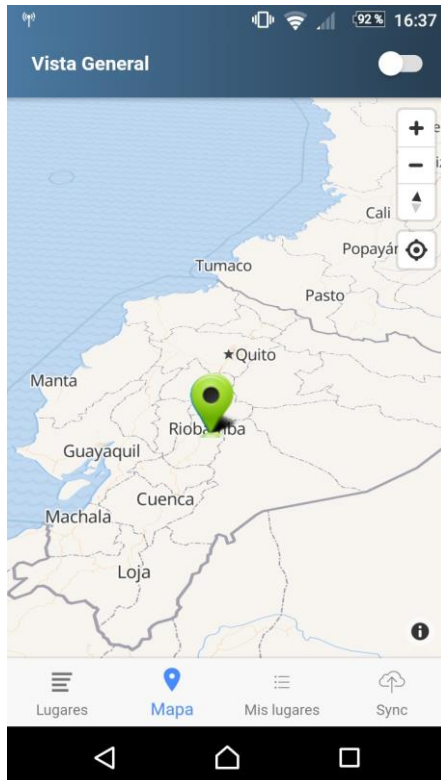 92 % 16:37
Vista General
Cali
Popayán
Tumaco
Pasto
Quito
Manta
Riobamba
Guayaquil
Cuenca
Machala
Loja
Lugares
Mapa
Mis lugares
Sync